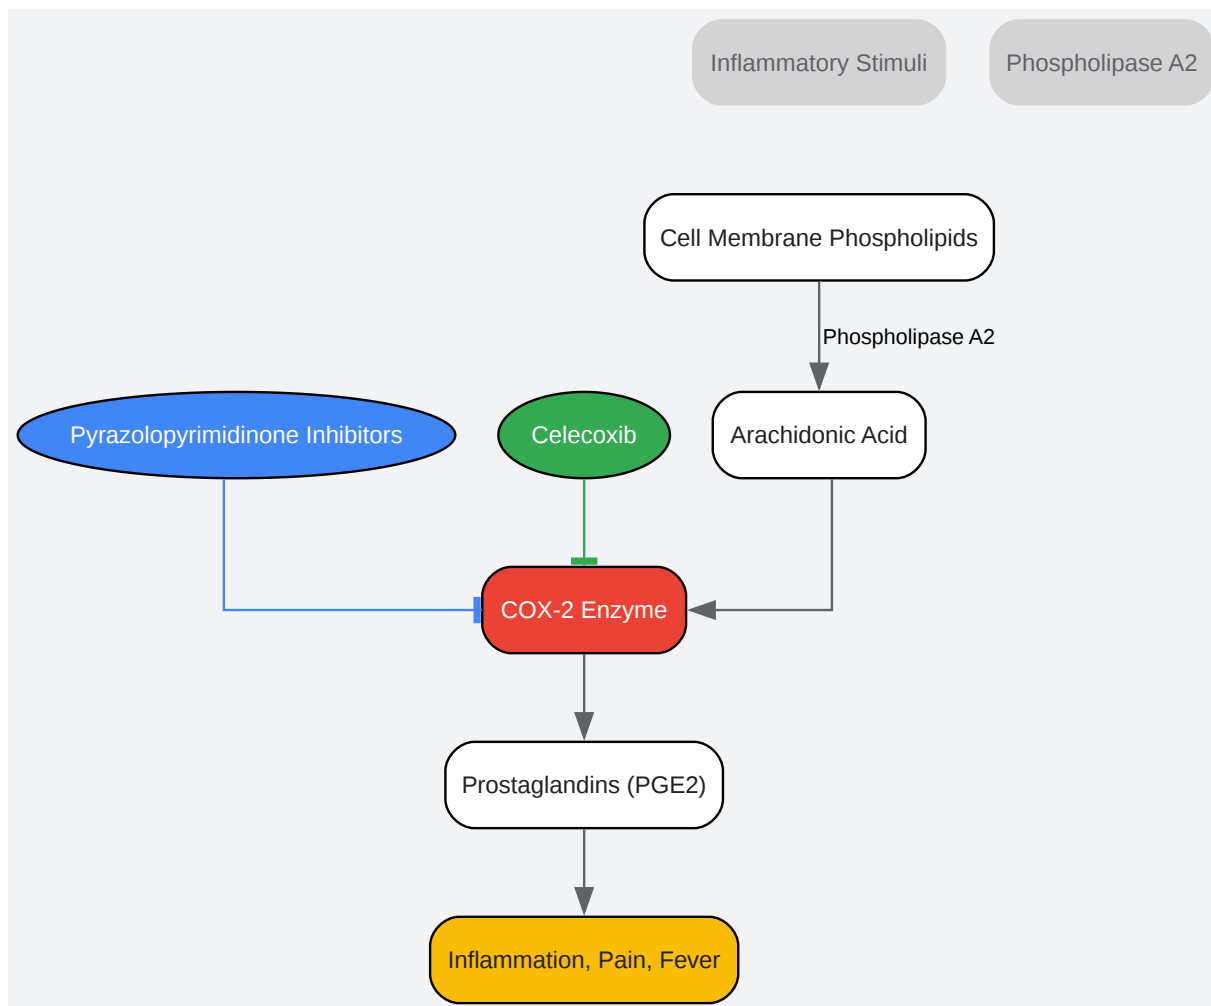 Inflammatory Stimuli
Phospholipase A2
Cell Membrane Phospholipids
Phospholipase A2
Pyrazolopyrimidinone Inhibitors
Celecoxib
Arachidonic Acid
COX-2 Enzyme
Prostaglandins (PGE2)
Inflammation, Pain, Fever